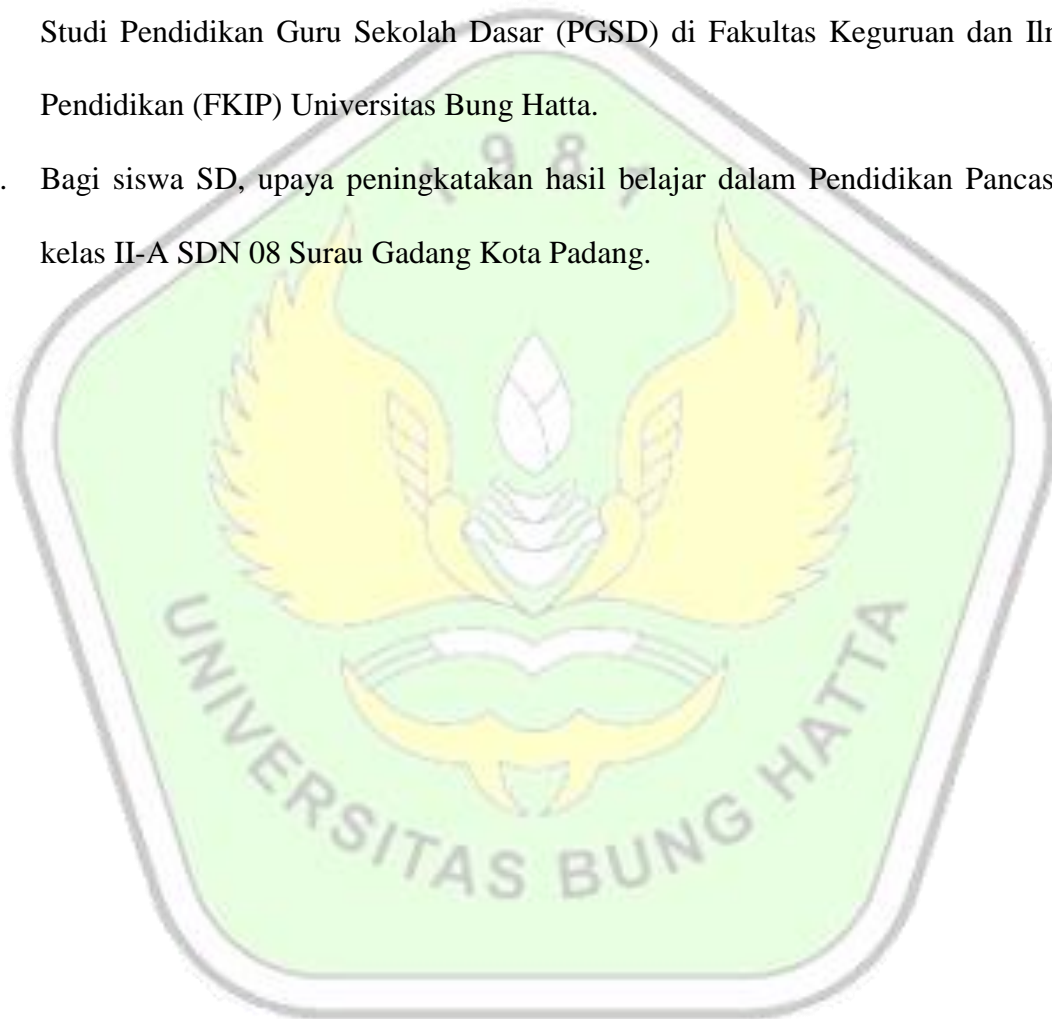 Studi Pendidikan Guru Sekolah Dasar (PGSD) di Fakultas Keguruan dan
Pendidikan (FKIP) Universitas Bung Hatta.
. Bagi siswa SD, upaya peningkatakan hasil belajar dalam Pendidikan
kelas II-A SDN 08 Surau Gadang Kota Padang.
1981
UNIVERSITAS BUNG HATTA